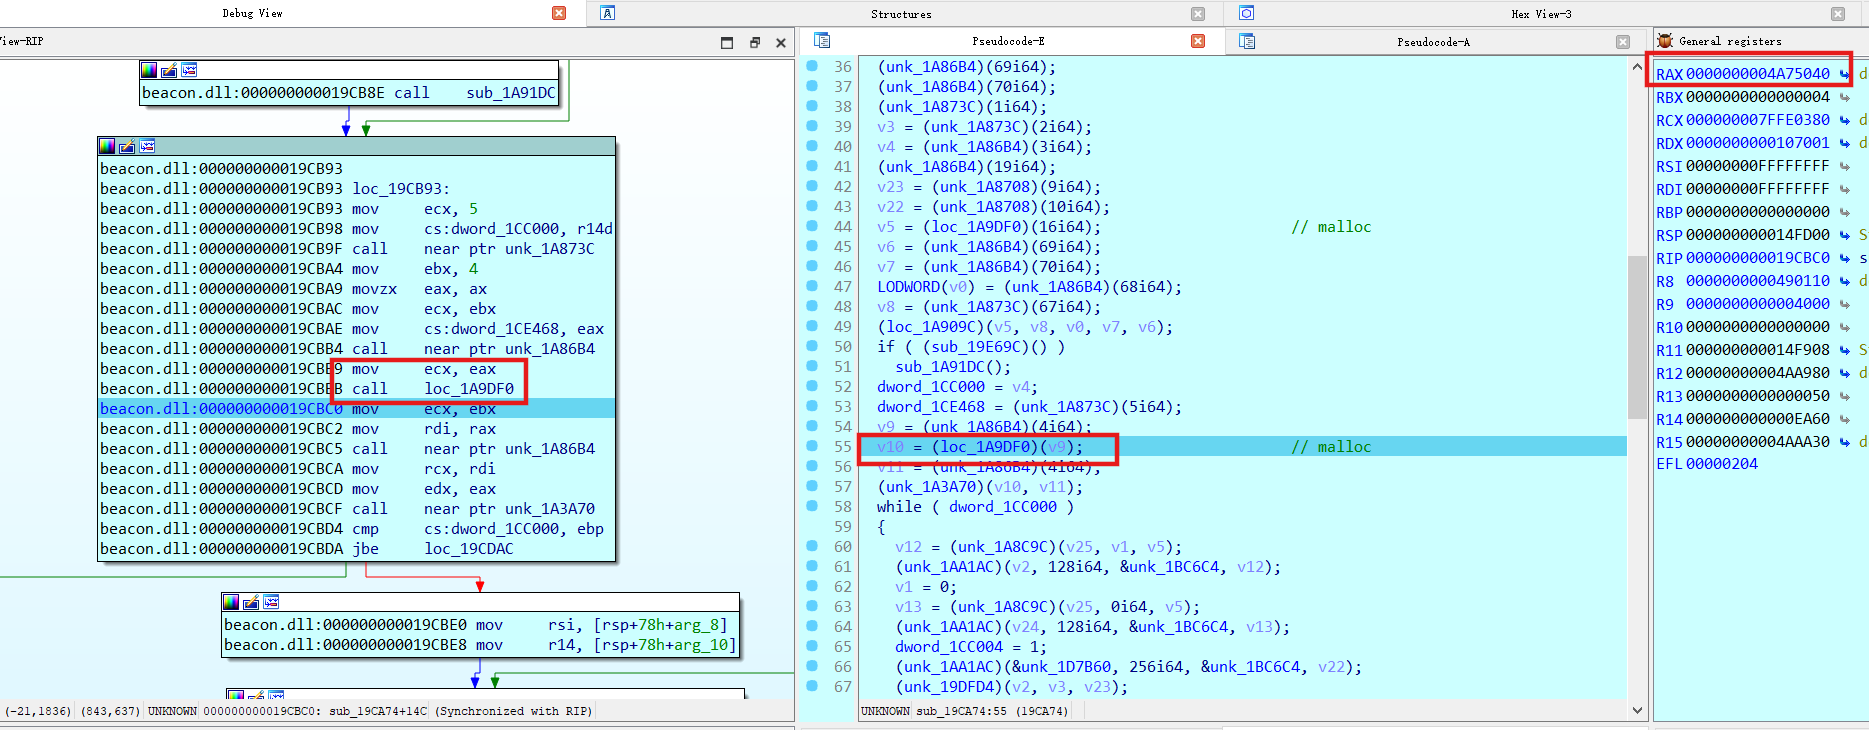 Debug View
Structures
Hex View-3
View-RIP
beacon.dll:000000000019CB8E call sub_1A91DC
beacon.dll:000000000019CB93
beacon.dll:000000000019CB93 loc_19CB93:
beacon.dll:000000000019CB93 mov ecx, 5
beacon.dll:000000000019CB98 mov cs:dword_1CC000, r14d
beacon.dll:000000000019CB9F call near ptr unk_1A873C
beacon.dll:000000000019CBA4 mov ebx, 4
beacon.dll:000000000019CBA9 movzx eax, ax
beacon.dll:000000000019CBAC mov ecx, ebx
beacon.dll:000000000019CBAE mov cs:dword_1CE468, eax
beacon.dll:000000000019CBB4 call near ptr unk_1A86B4
beacon.dll:000000000019CBB9 mov ecx, eax
beacon.dll:000000000019CBBB call loc_1A9DF0
beacon.dll:000000000019CBC0 mov ecx, ebx
beacon.dll:000000000019CBC2 mov rdi, rax
beacon.dll:000000000019CBC5 call near ptr unk_1A86B4
beacon.dll:000000000019CBCA mov rcx, rdi
beacon.dll:000000000019CBCD mov edx, eax
beacon.dll:000000000019CBCF call near ptr unk_1A3A70
beacon.dll:000000000019CBD4 cmp cs:dword_1CC000, ebp
beacon.dll:000000000019CBDA jbe loc_19CDAC
beacon.dll:000000000019CBE0 mov rsi, [rsp+78h+arg_8]
beacon.dll:000000000019CBE8 mov r14, [rsp+78h+arg_10]
(-21,1836) (843,637) UNKNOWN 000000000019CBC0: sub_19CA74+14C (Synchronized with RIP)
Pseudocode-E
Pseudocode-A
36 (unk_1A86B4)(69i64);
37 (unk_1A86B4)(70i64);
38 (unk_1A873C)(1i64);
39 v3 = (unk_1A873C)(2i64);
40 v4 = (unk_1A86B4)(3i64);
41 (unk_1A86B4)(19i64);
42 v23 = (unk_1A8708)(9i64);
43 v22 = (unk_1A8708)(10i64);
44 v5 = (loc_1A9DF0)(16i64); // malloc
45 v6 = (unk_1A86B4)(69i64);
46 v7 = (unk_1A86B4)(70i64);
47 LODWORD(v0) = (unk_1A86B4)(68i64);
48 v8 = (unk_1A873C)(67i64);
49 (loc_1A909C)(v5, v8, v0, v7, v6);
50 if ( (sub_19E69C)() )
51 sub_1A91DC();
52 dword_1CC000 = v4;
53 dword_1CE468 = (unk_1A873C)(5i64);
54 v9 = (unk_1A86B4)(4i64);
55 v10 = (loc_1A9DF0)(v9); // malloc
56 v11 = (unk_1A86B4)(4i64);
57 (unk_1A3A70)(v10, v11);
58 while ( dword_1CC000 )
59 {
60 v12 = (unk_1A8C9C)(v25, v1, v5);
61 (unk_1AA1AC)(v2, 128i64, &unk_1BC6C4, v12);
62 v1 = 0;
63 v13 = (unk_1A8C9C)(v25, 0i64, v5);
64 (unk_1AA1AC)(v24, 128i64, &unk_1BC6C4, v13);
65 dword_1CC004 = 1;
66 (unk_1AA1AC)(&unk_1D7B60, 256i64, &unk_1BC6C4, v22);
67 (unk_19DFD4)(v2, v3, v23);
UNKNOWN sub_19CA74:55 (19CA74)
General registers
RAX 0000000004A75040 d
RBX 0000000000000004
RCX 000000007FFE0380 d
RDX 0000000000107001 d
RSI 00000000FFFFFFFF
RDI 00000000FFFFFFFF
RBP 0000000000000000
RSP 000000000014FD00 S
RIP 000000000019CBC0 s
R8 0000000000490110 d
R9 0000000000004000
R10 0000000000000000
R11 000000000014F908 S
R12 0000000004AA980 d
R13 0000000000000050
R14 000000000000EA60
R15 0000000004AAA30 d
EFL 00000204